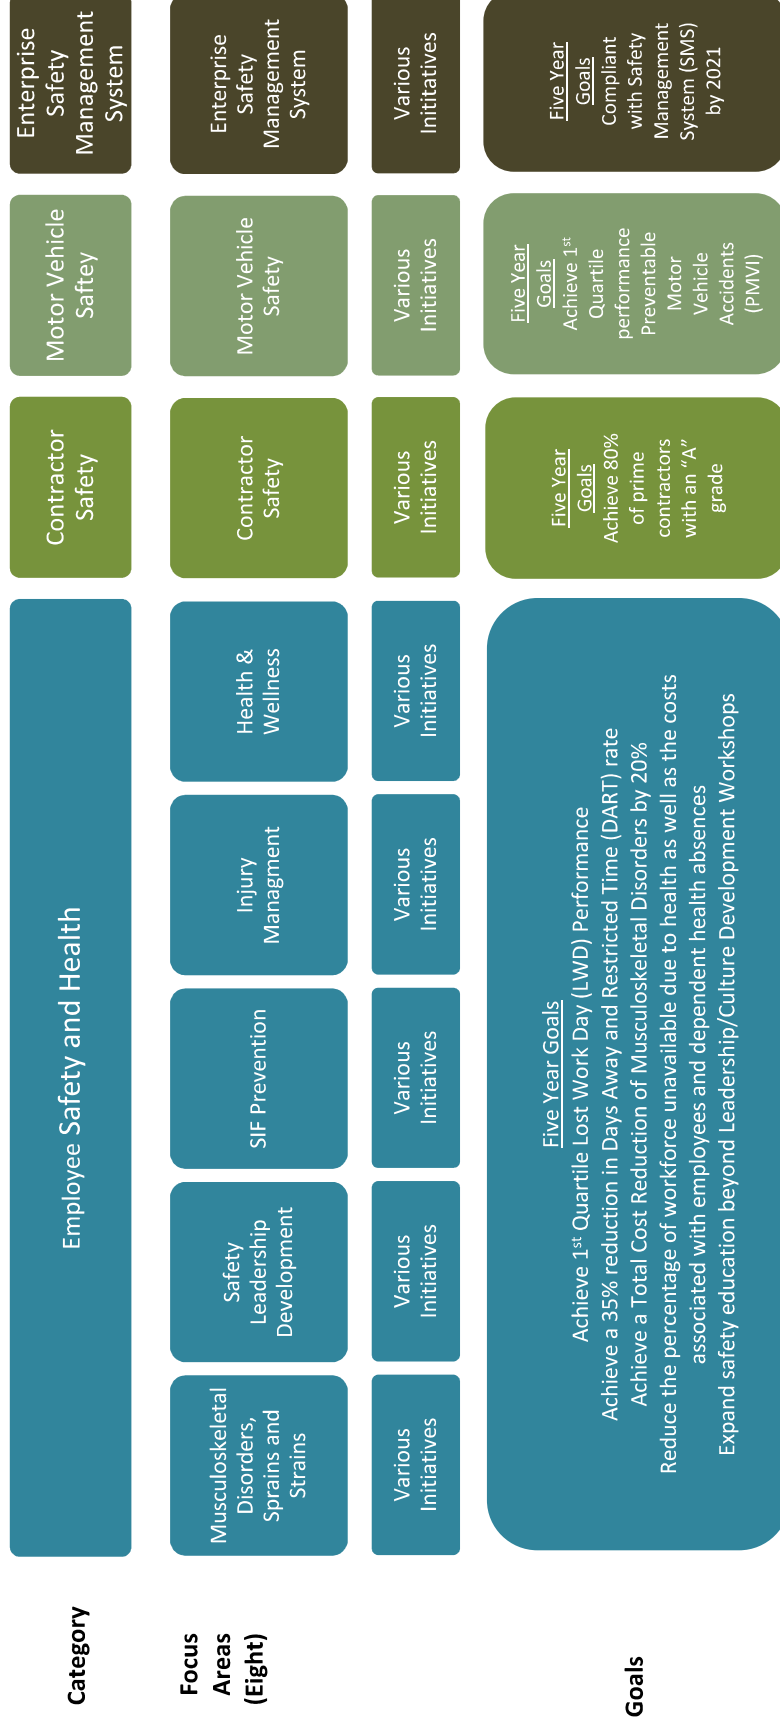 Category
Employee Safety and Health
Contractor
Safety
Motor Vehicle
Saftey
Enterprise
Safety
Management
System
Focus
Areas
(Eight)
Musculoskeletal
Disorders,
Sprains and
Strains
Safety
Leadership
Development
SIF Prevention
Injury
Managment
Health &
Wellness
Contractor
Safety
Motor Vehicle
Safety
Enterprise
Safety
Management
System
Various
Initiatives
Various
Initiatives
Various
Initiatives
Various
Initiatives
Various
Initiatives
Various
Initiatives
Various
Initiatives
Various
Inititatives
Goals
Five Year Goals
Achieve 1st Quartile Lost Work Day (LWD) Performance
Achieve a 35% reduction in Days Away and Restricted Time (DART) rate
Achieve a Total Cost Reduction of Musculoskeletal Disorders by 20%
Reduce the percentage of workforce unavailable due to health as well as the costs
associated with employees and dependent health absences
Expand safety education beyond Leadership/Culture Development Workshops
Five Year
Goals
Achieve 80%
of prime
contractors
with an “A”
grade
Five Year
Goals
Achieve 1st
Quartile
performance
Preventable
Motor
Vehicle
Accidents
(PMVI)
Five Year
Goals
Compliant
with Safety
Management
System (SMS)
by 2021